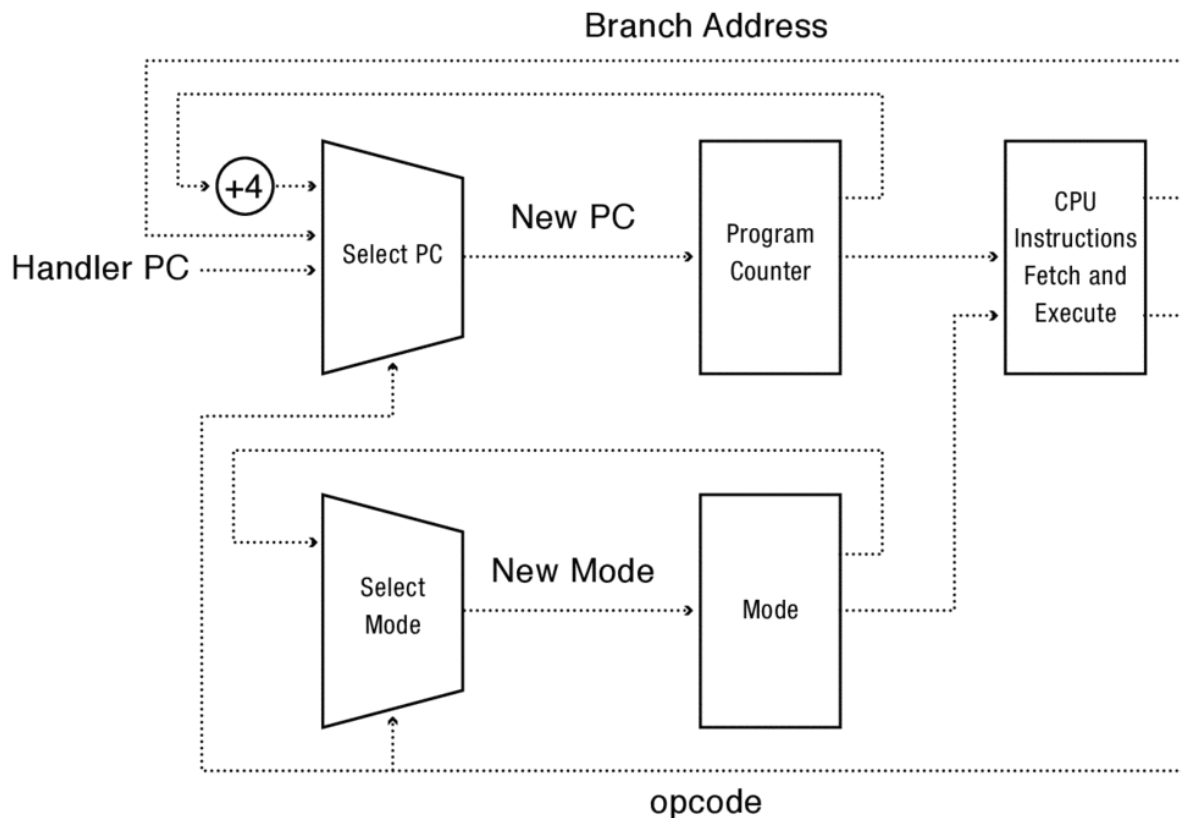 Branch Address
+4
Handler PC
Select PC
New PC
Program
Counter
CPU
Instructions
Fetch and
Execute
Select
Mode
New Mode
Mode
opcode